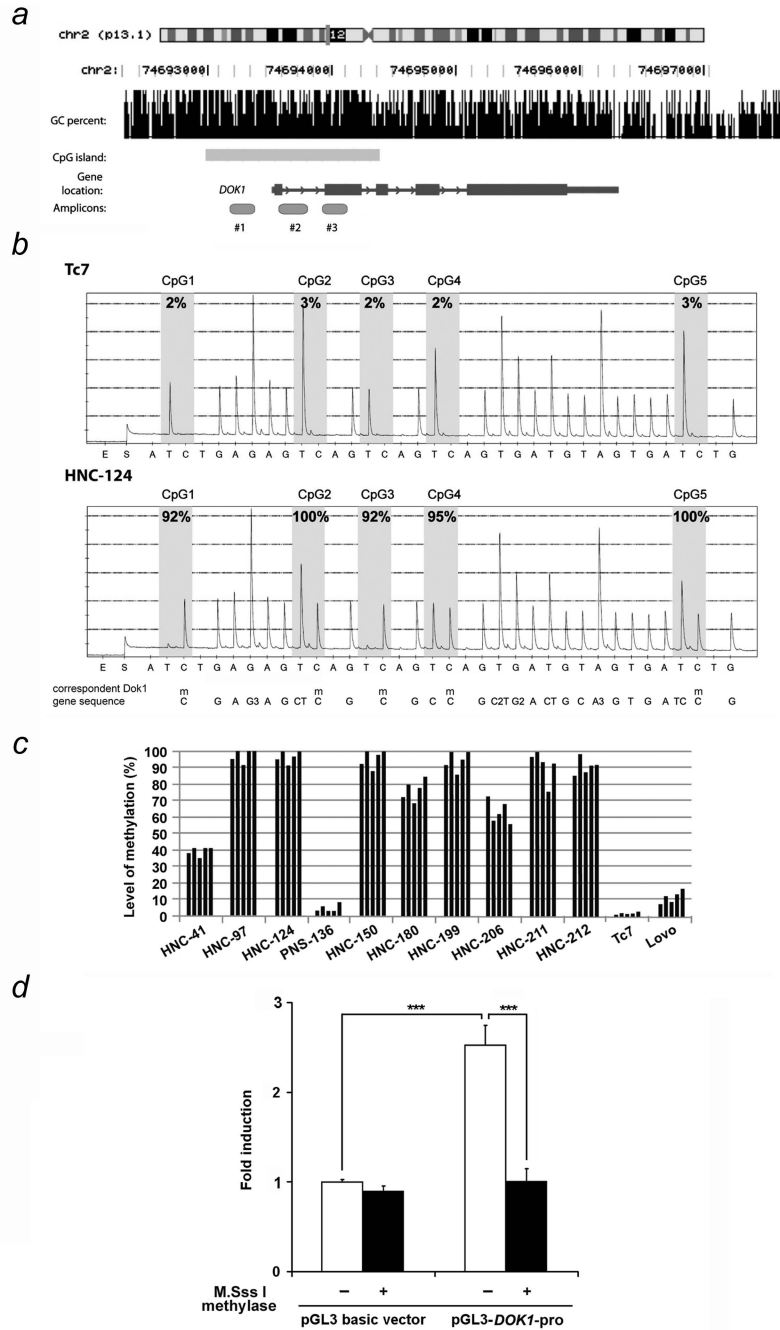 a
chr2 (p13.1) 12
chr2: 74693000 74694000 74695000 74696000 74697000
GC percent:
CpG island:
Gene location: DOK1
Amplicons:
#1 #2 #3
b
Tc7
CpG1 CpG2 CpG3 CpG4 CpG5
2% 3% 2% 2% 3%
E S A T C T G A G A G T C A G T C A G T C A G T G A T G T A G T G A T C T G
HNC-124
CpG1 CpG2 CpG3 CpG4 CpG5
92% 100% 92% 95% 100%
E S A T C T G A G A G T C A G T C A G T C A G T G A T G T A G T G A T C T G
m m m m m
correspondent Dok1
gene sequence C G A G3 A G CT C G C G C C G C2T G2 A CT G C A3 G T G A TC C G
c
Level of methylation (%)
100
90
80
70
60
50
40
30
20
10
0
HNC-41 HNC-97 HNC-124 PNS-136 HNC-150 HNC-180 HNC-199 HNC-206 HNC-211 HNC-212 Tc7 Lovo
d
Fold induction
3
2
1
0
*** ***
M.Sss I
methylase – + – +
pGL3 basic vector pGL3-DOK1-pro